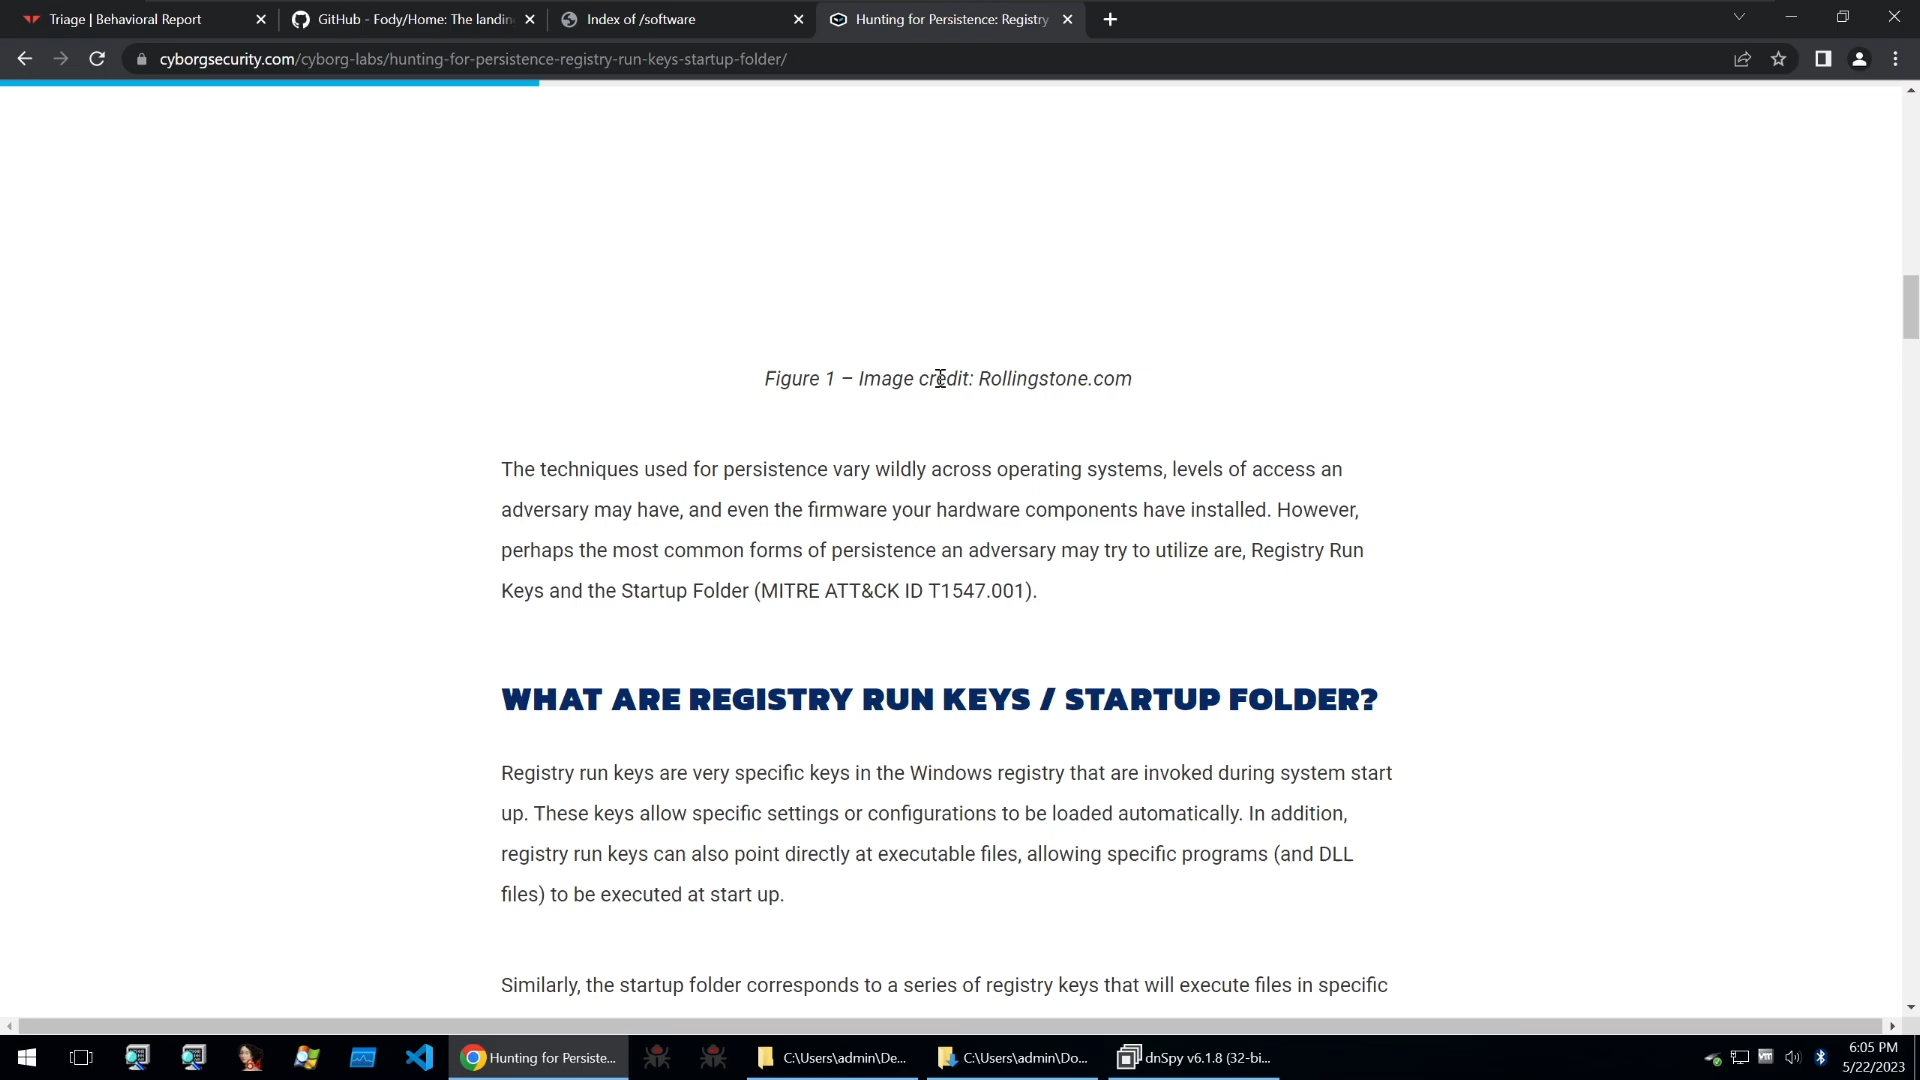 Triage | Behavioral Report
GitHub - Fody/Home: The landin
Index of /software
Hunting for Persistence: Registry
cyborgsecurity.com/cyborg-labs/hunting-for-persistence-registry-run-keys-startup-folder/
Figure 1 – Image credit: Rollingstone.com
The techniques used for persistence vary wildly across operating systems, levels of access an
adversary may have, and even the firmware your hardware components have installed. However,
perhaps the most common forms of persistence an adversary may try to utilize are, Registry Run
Keys and the Startup Folder (MITRE ATT&CK ID T1547.001).
WHAT ARE REGISTRY RUN KEYS / STARTUP FOLDER?
Registry run keys are very specific keys in the Windows registry that are invoked during system start
up. These keys allow specific settings or configurations to be loaded automatically. In addition,
registry run keys can also point directly at executable files, allowing specific programs (and DLL
files) to be executed at start up.
Similarly, the startup folder corresponds to a series of registry keys that will execute files in specific
Hunting for Persiste...
C:\Users\admin\De...
C:\Users\admin\Do...
dnSpy v6.1.8 (32-bi...
6:05 PM
5/22/2023